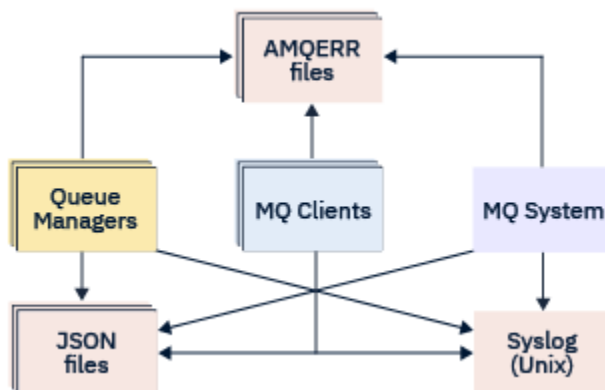 AMQERR
files
Queue
Managers
MQ Clients
MQ System
JSON
files
Syslog
(Unix)